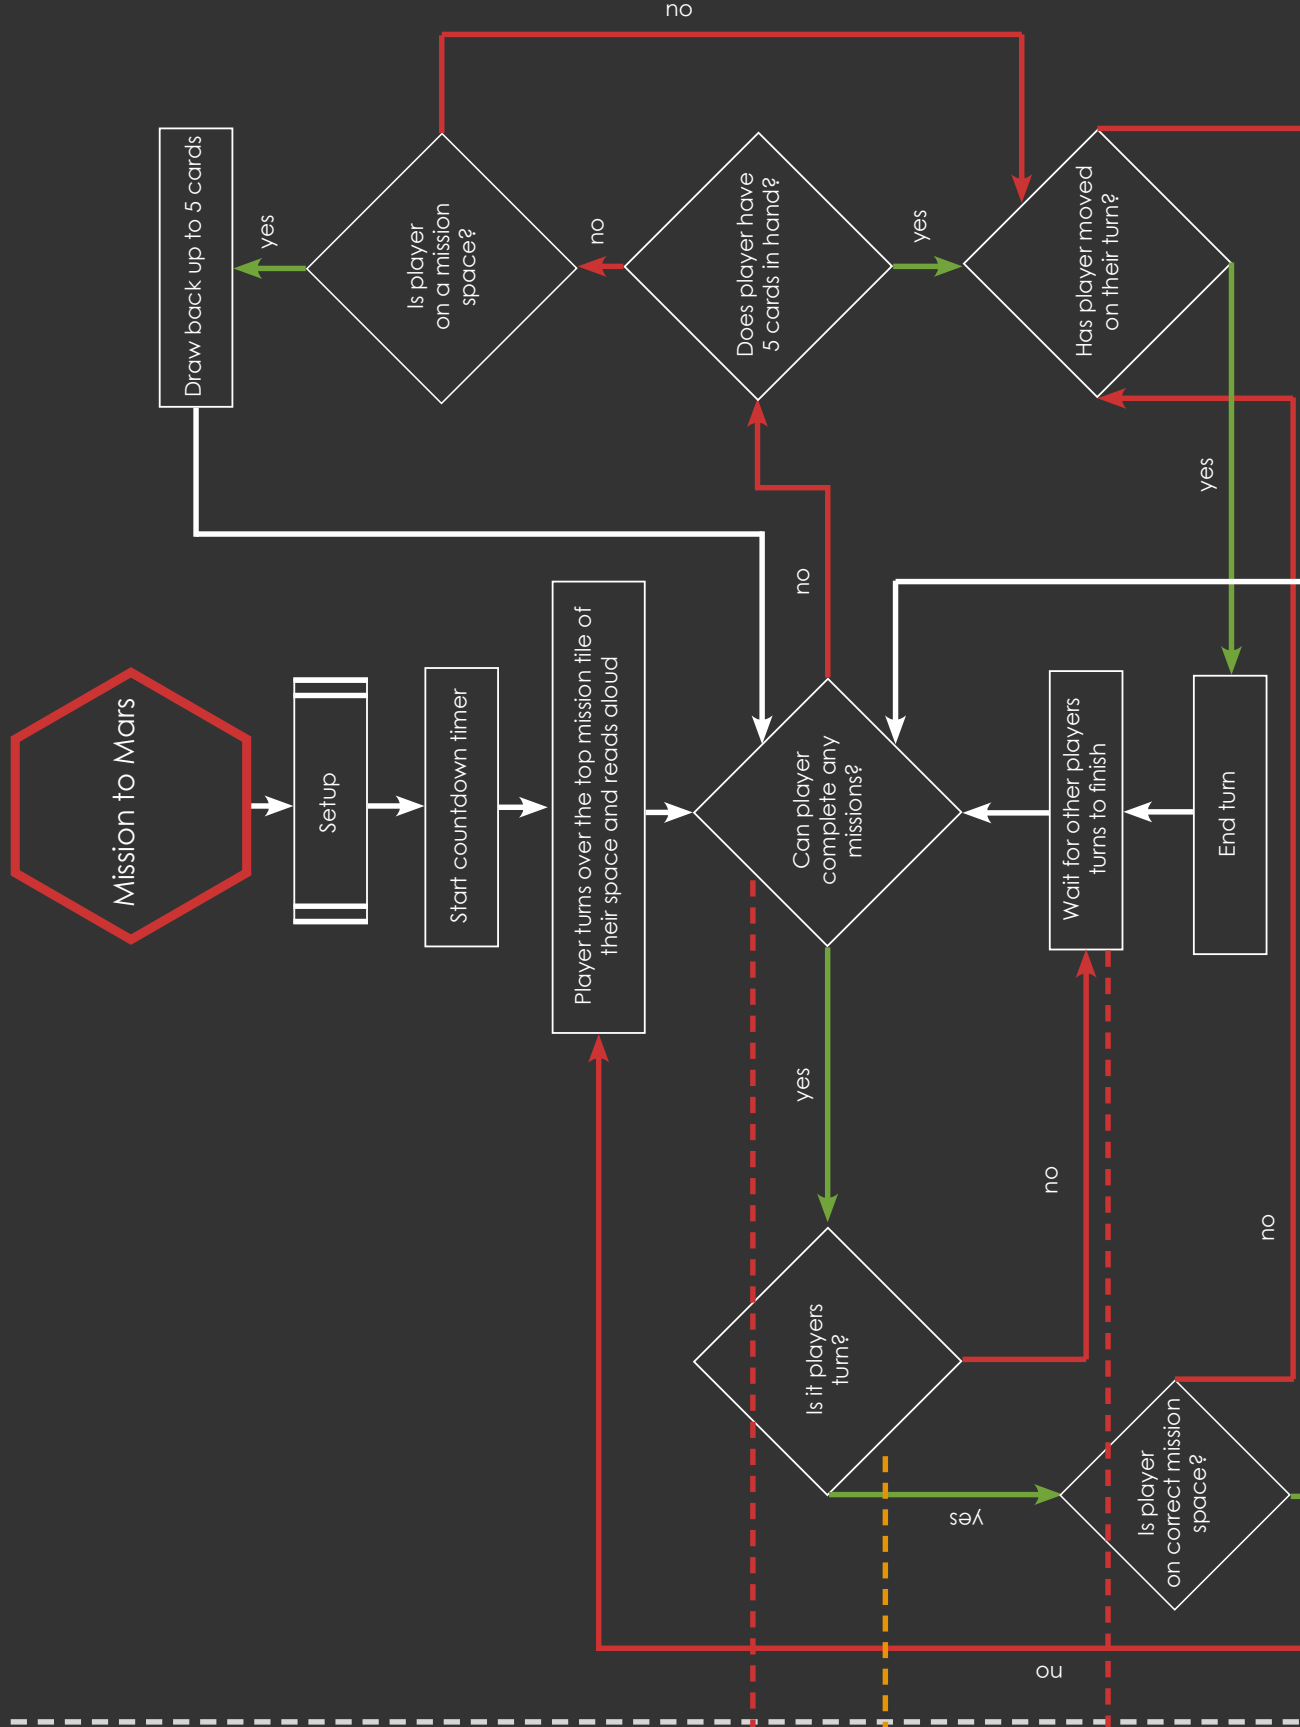 Mission to Mars
Setup
Start countdown timer
Player turns over the top mission tile of
their space and reads aloud
Can player
complete any
missions?
no
yes
Does player have
5 cards in hand?
no
yes
Is player
on a mission
space?
yes
no
Draw back up to 5 cards
Has player moved
on their turn?
yes
End turn
Wait for other players
turns to finish
Is it players
turn?
no
yes
Is player
on correct mission
space?
no
no